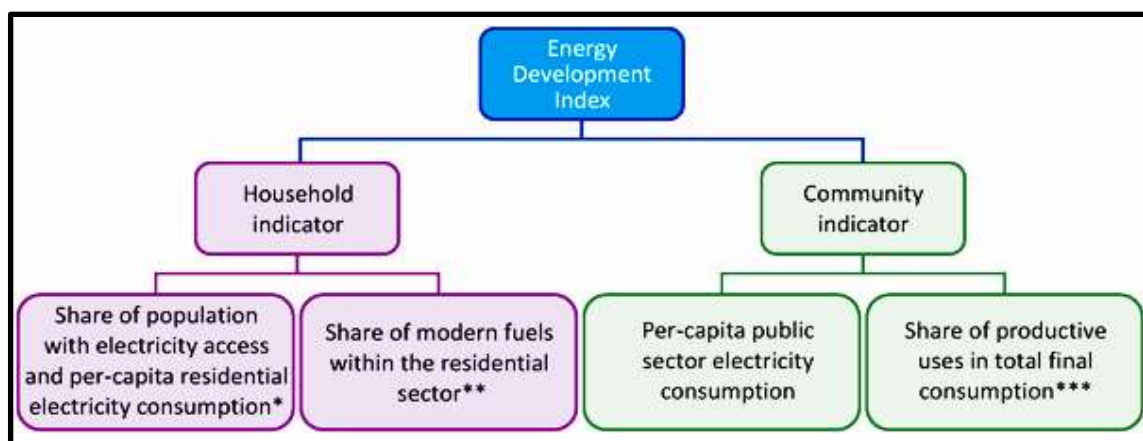 Energy
Development
Index
Household
indicator
Community
indicator
Share of population
with electricity access
and per-capita residential
electricity consumption*
Share of modern fuels
within the residential
sector**
Per-capita public
sector electricity
consumption
Share of productive
uses in total final
consumption***